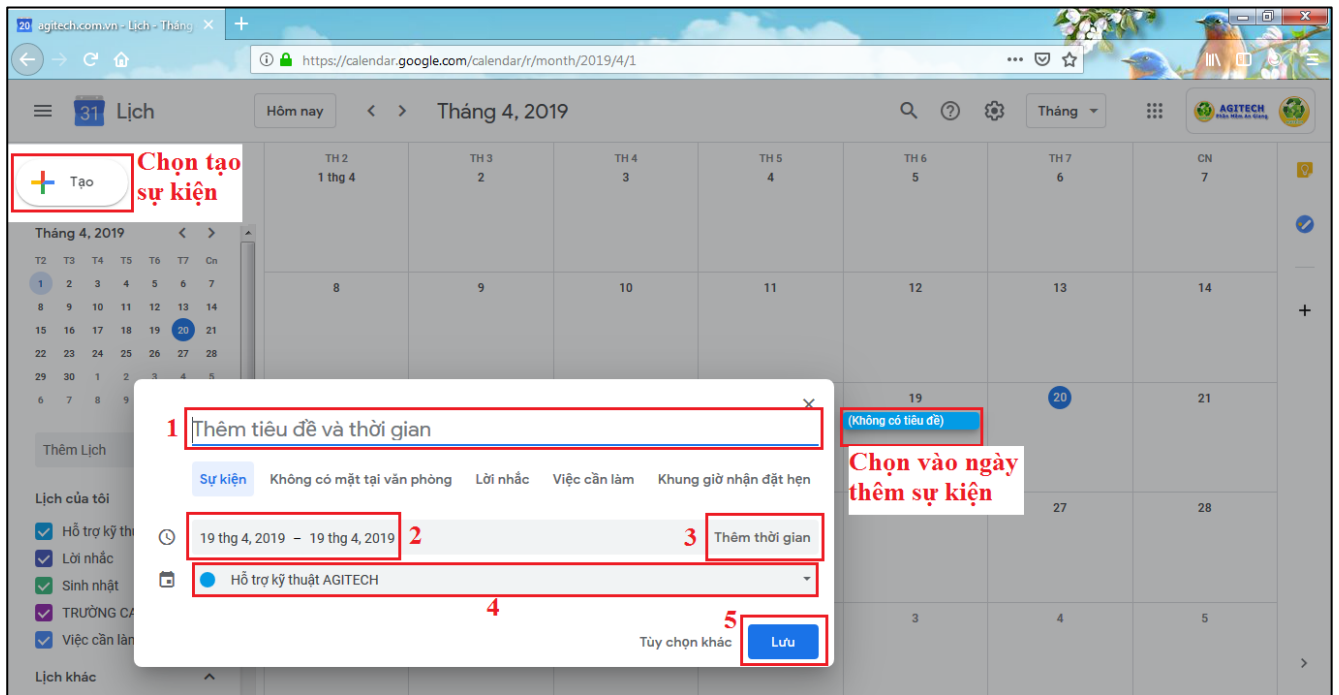 20 agitech.com.vn - Lịch - Tháng
https://calendar.google.com/calendar/r/month/2019/4/1
31 Lịch
Hôm nay
Tháng 4, 2019
Tháng
AGITECH
Tạo
Chọn tạo
sự kiện
TH 2 TH 3 TH 4 TH 5 TH 6 TH 7 CN
1 thg 4 2 3 4 5 6 7
Tháng 4, 2019
T2 T3 T4 T5 T6 T7 Cn
1 2 3 4 5 6 7
8 9 10 11 12 13 14
15 16 17 18 19 20 21
22 23 24 25 26 27 28
29 30 1 2 3 4 5
6 7 8 9
8 9 10 11 12 13 14
19 20 21
(Không có tiêu đề)
Chọn vào ngày
thêm sự kiện
27 28
3 4 5
Thêm Lịch
Lịch của tôi
Hỗ trợ kỹ thu
Lời nhắc
Sinh nhật
TRƯỜNG CA
Việc cần làn
Lịch khác
1 Thêm tiêu đề và thời gian
Sự kiện Không có mặt tại văn phòng Lời nhắc Việc cần làm Khung giờ nhận đặt hẹn
19 thg 4, 2019 – 19 thg 4, 2019 2 3 Thêm thời gian
Hỗ trợ kỹ thuật AGITECH
4
5
Tùy chọn khác Lưu